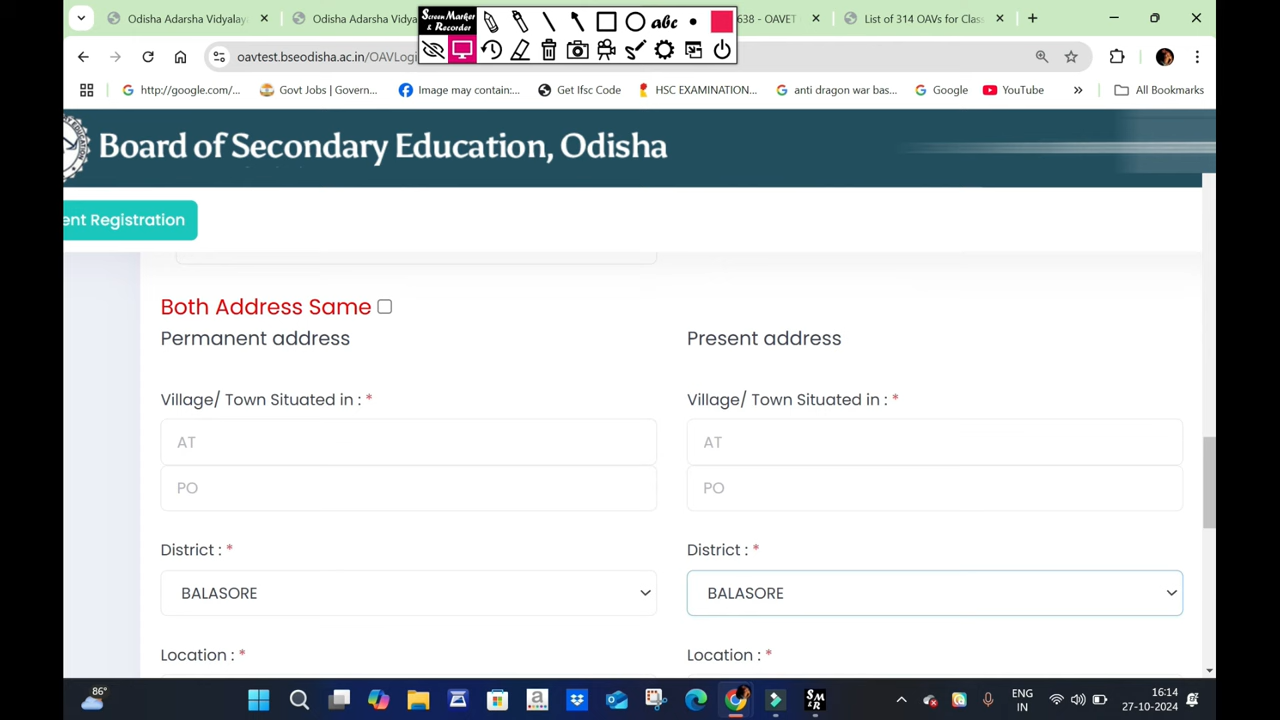 Odisha Adarsha Vidyalay
Odisha Adarsha Vidya
638 - OAVET
List of 314 OAVs for Class
Screen Marker
& Recorder
abc
oavtest.bseodisha.ac.in/OAVLogi
http://google.com/...
Govt Jobs | Govern...
Image may contain:...
Get Ifsc Code
HSC EXAMINATION...
anti dragon war bas...
Google
YouTube
All Bookmarks
Board of Secondary Education, Odisha
ent Registration
Both Address Same
Permanent address
Present address
Village/ Town Situated in : *
Village/ Town Situated in : *
AT
AT
PO
PO
District : *
District : *
BALASORE
BALASORE
Location : *
Location : *
86°
ENG
IN
16:14
27-10-2024